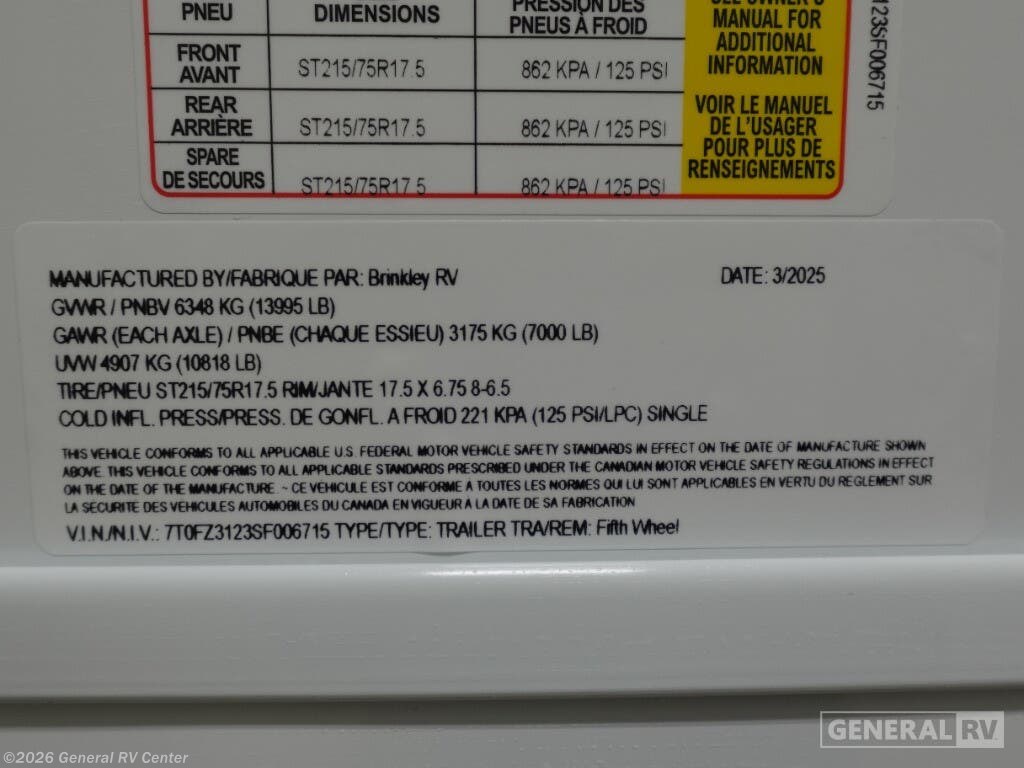 PNEU DIMENSIONS PRESSION DES PNEUS À FROID SEE OWNER'S MANUAL FOR ADDITIONAL INFORMATION
FRONT AVANT ST215/75R17.5 862 KPA / 125 PSI
REAR ARRIÈRE ST215/75R17.5 862 KPA / 125 PSI
SPARE DE SECOURS ST215/75R17.5 862 KPA / 125 PSI
VOIR LE MANUEL DE L'USAGER POUR PLUS DE RENSEIGNEMENTS
123SF006715
MANUFACTURED BY/FABRIQUE PAR: Brinkley RV DATE: 3/2025
GVWR / PNBV 6348 KG (13995 LB)
GAWR (EACH AXLE) / PNBE (CHAQUE ESSIEU) 3175 KG (7000 LB)
UVW 4907 KG (10818 LB)
TIRE/PNEU ST215/75R17.5 RIM/JANTE 17.5 X 6.75 8-6.5
COLD INFL. PRESS/PRESS. DE GONFL. A FROID 221 KPA (125 PSI/LPC) SINGLE
THIS VEHICLE CONFORMS TO ALL APPLICABLE U.S. FEDERAL MOTOR VEHICLE SAFETY STANDARDS IN EFFECT ON THE DATE OF MANUFACTURE SHOWN
ABOVE. THIS VEHICLE CONFORMS TO ALL APPLICABLE STANDARDS PRESCRIBED UNDER THE CANADIAN MOTOR VEHICLE SAFETY REGULATIONS IN EFFECT
ON THE DATE OF THE MANUFACTURE. ~ CE VEHICULE EST CONFORME A TOUTES LES NORMES QUI LUI SONT APPLICABLES EN VERTU DU REGLEMENT SUR
LA SECURITE DES VEHICULES AUTOMOBILES DU CANADA EN VIGUEUR A LA DATE DE SA FABRICATION
V.I.N./N.I.V.: 7T0FZ3123SF006715 TYPE/TYPE: TRAILER TRA/REM: Fifth Wheel
GENERAL RV
©2026 General RV Center